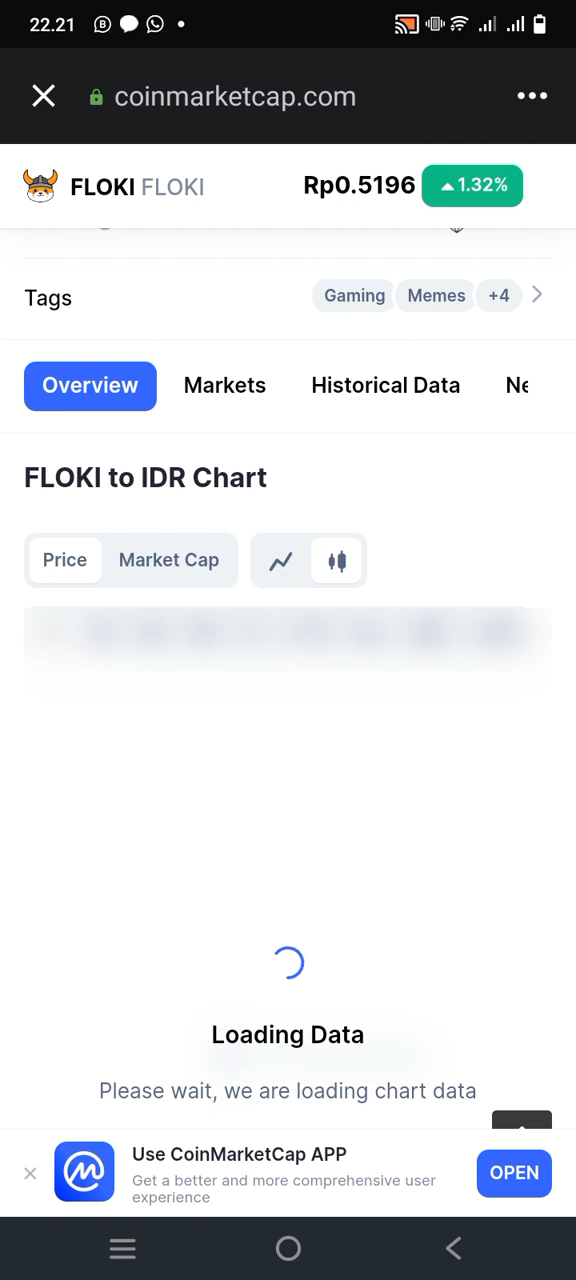 22.21
coinmarketcap.com
FLOKI FLOKI Rp0.5196 1.32%
Tags Gaming Memes +4
Overview Markets Historical Data Ne
FLOKI to IDR Chart
Price Market Cap
Loading Data
Please wait, we are loading chart data
Use CoinMarketCap APP
Get a better and more comprehensive user
experience
OPEN